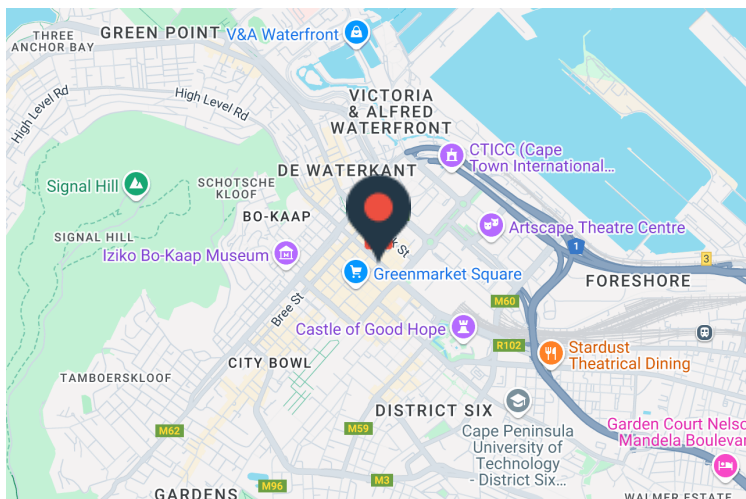 THREE
ANCHOR BAY
GREEN POINT
V&A Waterfront
High Level Rd
High Level Rd
VICTORIA
& ALFRED
WATERFRONT
CTICC (Cape
Town International...
DE WATERKANT
Signal Hill
SCHOTSCHE
KLOOF
BO-KAAP
Artscape Theatre Centre
SIGNAL HILL
Iziko Bo-Kaap Museum
1
3
Greenmarket Square
FORESHORE
Bree St
M60
Castle of Good Hope
R102
Stardust
Theatrical Dining
CITY BOWL
TAMBOERSKLOOF
DISTRICT SIX
M62
M59
Cape Peninsula
University of
Technology
- District Six...
Garden Court Nelso
Mandela Boulevar
M3
M96
GARDENS
WALMER ESTATE